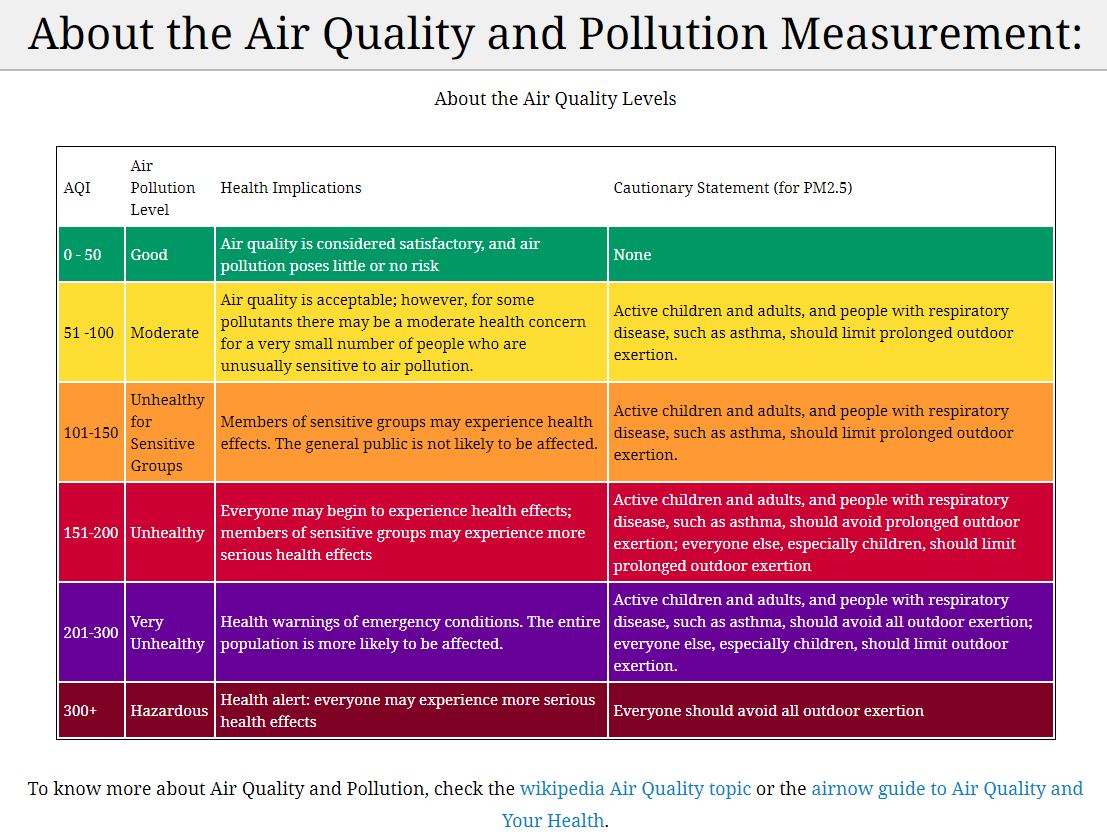 About the Air Quality and Pollution Measurement:
About the Air Quality Levels
AQI
Air
Pollution
Level
Health Implications
Cautionary Statement (for PM2.5)
0 - 50
Good
Air quality is considered satisfactory, and air
pollution poses little or no risk
None
51 -100
Moderate
Air quality is acceptable; however, for some
pollutants there may be a moderate health concern
for a very small number of people who are
unusually sensitive to air pollution.
Active children and adults, and people with respiratory
disease, such as asthma, should limit prolonged outdoor
exertion.
101-150
Unhealthy
for
Sensitive
Groups
Members of sensitive groups may experience health
effects. The general public is not likely to be affected.
Active children and adults, and people with respiratory
disease, such as asthma, should limit prolonged outdoor
exertion.
151-200
Unhealthy
Everyone may begin to experience health effects;
members of sensitive groups may experience more
serious health effects
Active children and adults, and people with respiratory
disease, such as asthma, should avoid prolonged outdoor
exertion; everyone else, especially children, should limit
prolonged outdoor exertion
201-300
Very
Unhealthy
Health warnings of emergency conditions. The entire
population is more likely to be affected.
Active children and adults, and people with respiratory
disease, such as asthma, should avoid all outdoor exertion;
everyone else, especially children, should limit outdoor
exertion.
300+
Hazardous
Health alert: everyone may experience more serious
health effects
Everyone should avoid all outdoor exertion
To know more about Air Quality and Pollution, check the wikipedia Air Quality topic or the airnow guide to Air Quality and
Your Health.